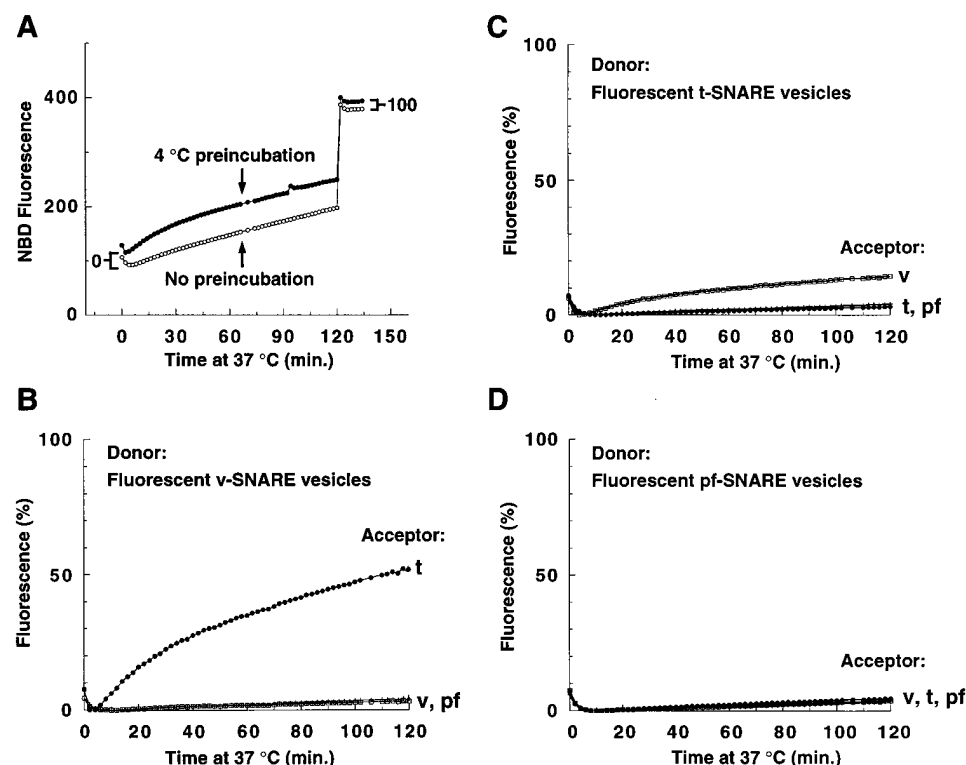 A
NBD Fluorescence
400
200
0
0
100
4 °C preincubation
No preincubation
0 30 60 90 120 150
Time at 37 °C (min.)
C
Fluorescence (%)
100
50
0
Donor:
Fluorescent t-SNARE vesicles
Acceptor:
v
t, pf
0 20 40 60 80 100 120
Time at 37 °C (min.)
B
Fluorescence (%)
100
50
0
Donor:
Fluorescent v-SNARE vesicles
Acceptor:
t
v, pf
0 20 40 60 80 100 120
Time at 37 °C (min.)
D
Fluorescence (%)
100
50
0
Donor:
Fluorescent pf-SNARE vesicles
Acceptor:
v, t, pf
0 20 40 60 80 100 120
Time at 37 °C (min.)